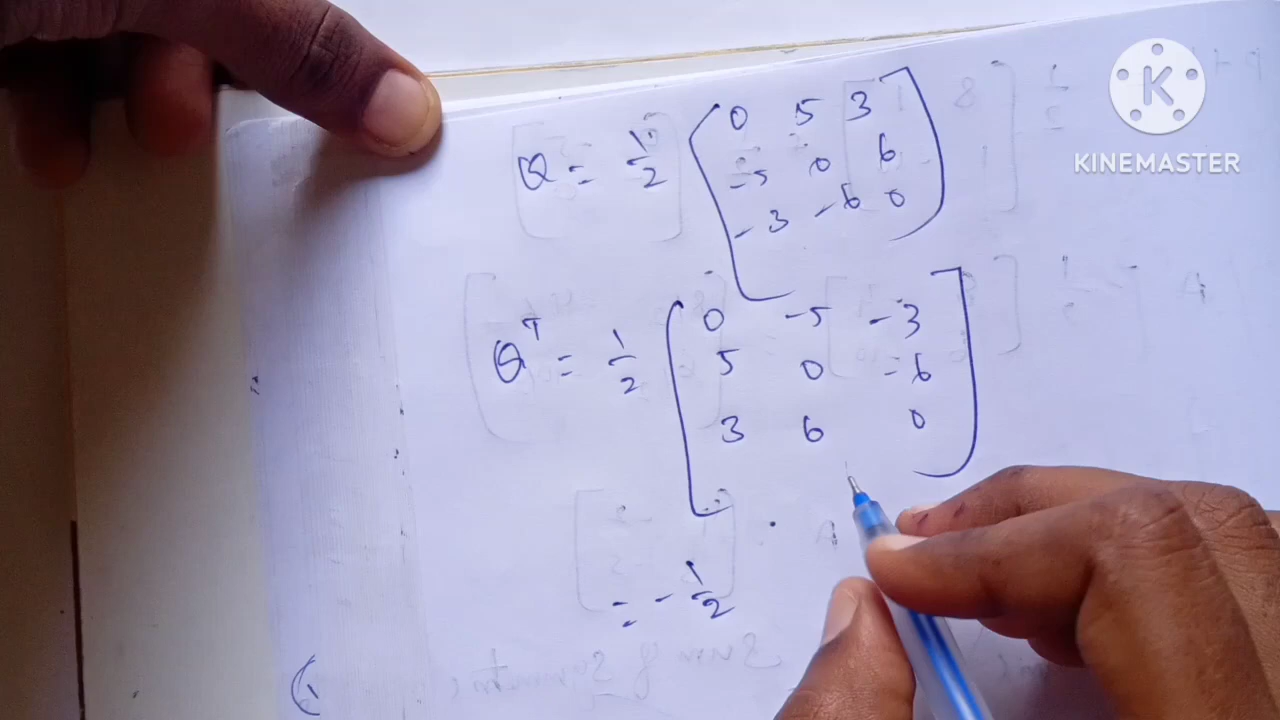 KINEMASTER
Q = 1/2 [0 5 3
-5 0 6
-3 -6 0]
Q^T = 1/2 [0 -5 -3
5 0 -6
3 6 0]
= - 1/2